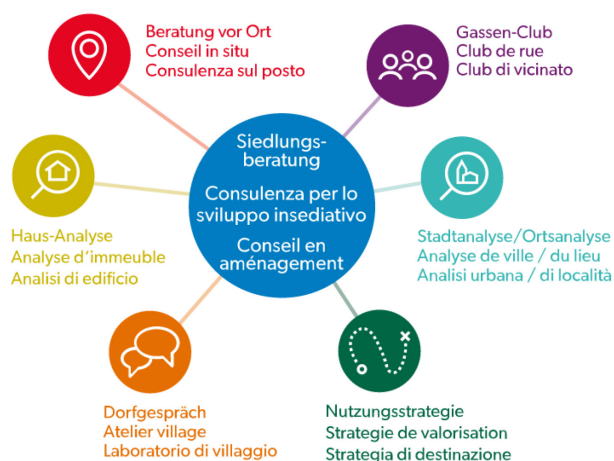 Beratung vor Ort
Conseil in situ
Consulenza sul posto
Gassen-Club
Club de rue
Club di vicinato
Siedlungs-
beratung
Consulenza per lo
sviluppo insediativo
Conseil en
aménagement
Haus-Analyse
Analyse d'immeuble
Analisi di edificio
Stadtanalyse/Ortsanalyse
Analyse de ville / du lieu
Analisi urbana / di località
Dorfgespräch
Atelier village
Laboratorio di villaggio
Nutzungsstrategie
Strategie de valorisation
Strategia di destinazione